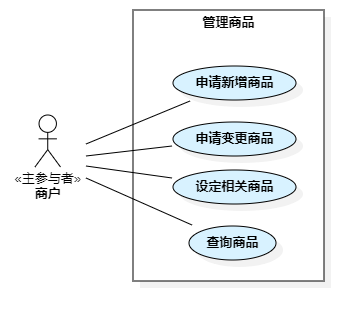 管理商品
申请新增商品
申请变更商品
设定相关商品
查询商品
«主参与者»
商户